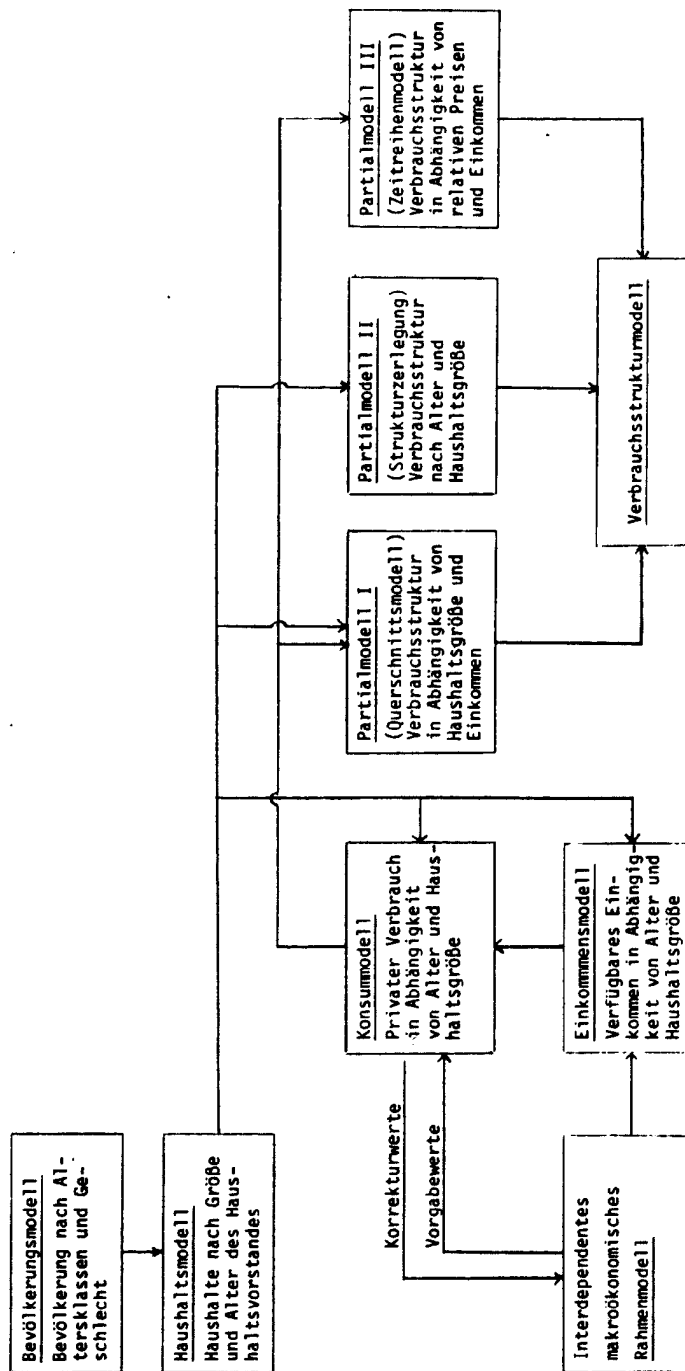 Bevölkerungsmodell
Bevölkerung nach Al-
tersklassen und Ge-
schlecht
Haushaltsmodell
Haushalte nach Größe
und Alter des Haus-
haltsvorstandes
Korrekturwerte
Vorgabewerte
Interdependentes
makroökonomisches
Rahmenmodell
Konsummodell
Privater Verbrauch
in Abhängigkeit
von Alter und Haus-
haltsgröße
Einkommensmodell
Verfügbares Ein-
kommen in Abhängig-
keit von Alter und
Haushaltsgröße
Partialmodell I
(Querschnittsmodell)
Verbrauchsstruktur
in Abhängigkeit von
Haushaltsgröße und
Einkommen
Partialmodell II
(Strukturzerlegung)
Verbrauchsstruktur
nach Alter und
Haushaltsgröße
Partialmodell III
(Zeitreihenmodell)
Verbrauchsstruktur
in Abhängigkeit von
relativen Preisen
und Einkommen
Verbrauchsstrukturmodell